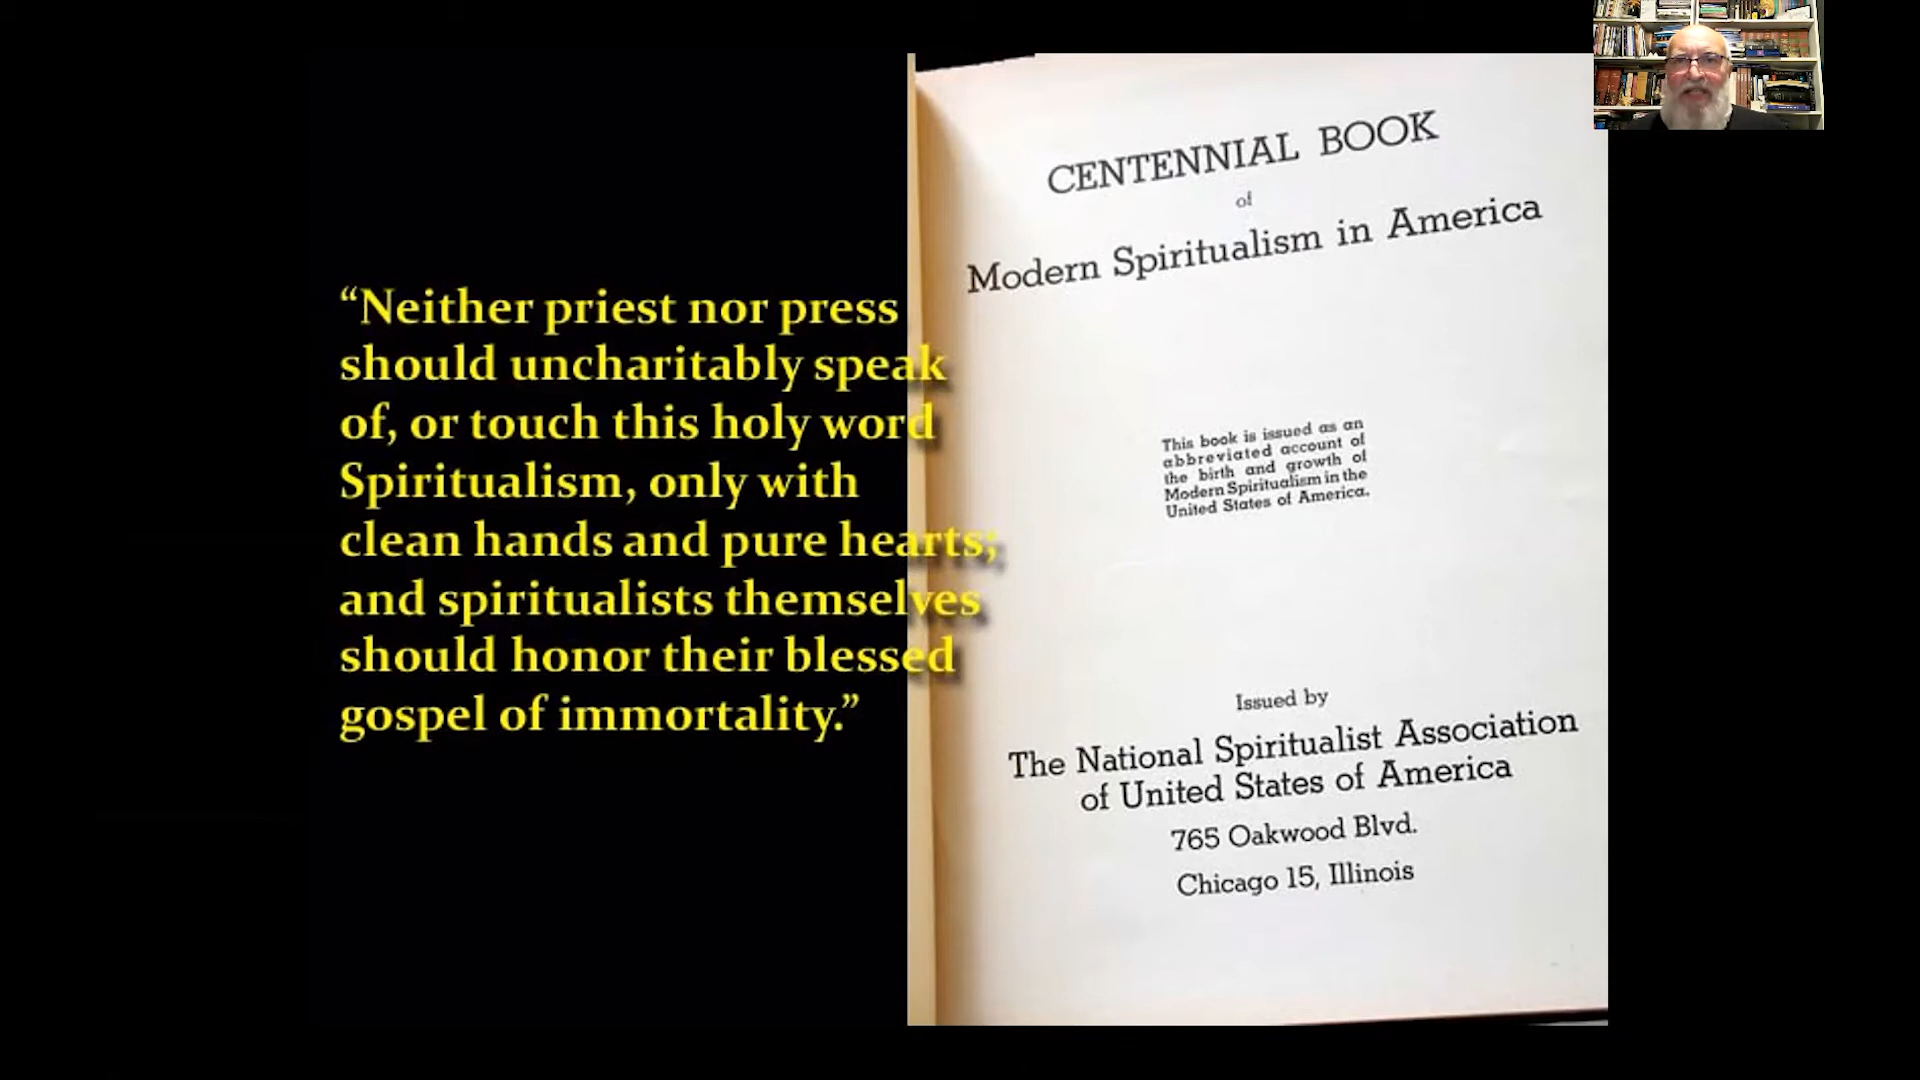 “Neither priest nor press
should uncharitably speak
of, or touch this holy word
Spiritualism, only with
clean hands and pure hearts;
and spiritualists themselves
should honor their blessed
gospel of immortality.”
CENTENNIAL BOOK
of
Modern Spiritualism in America
This book is issued as an
abbreviated account of
the birth and growth of
Modern Spiritualism in the
United States of America.
Issued by
The National Spiritualist Association
of United States of America
765 Oakwood Blvd.
Chicago 15, Illinois